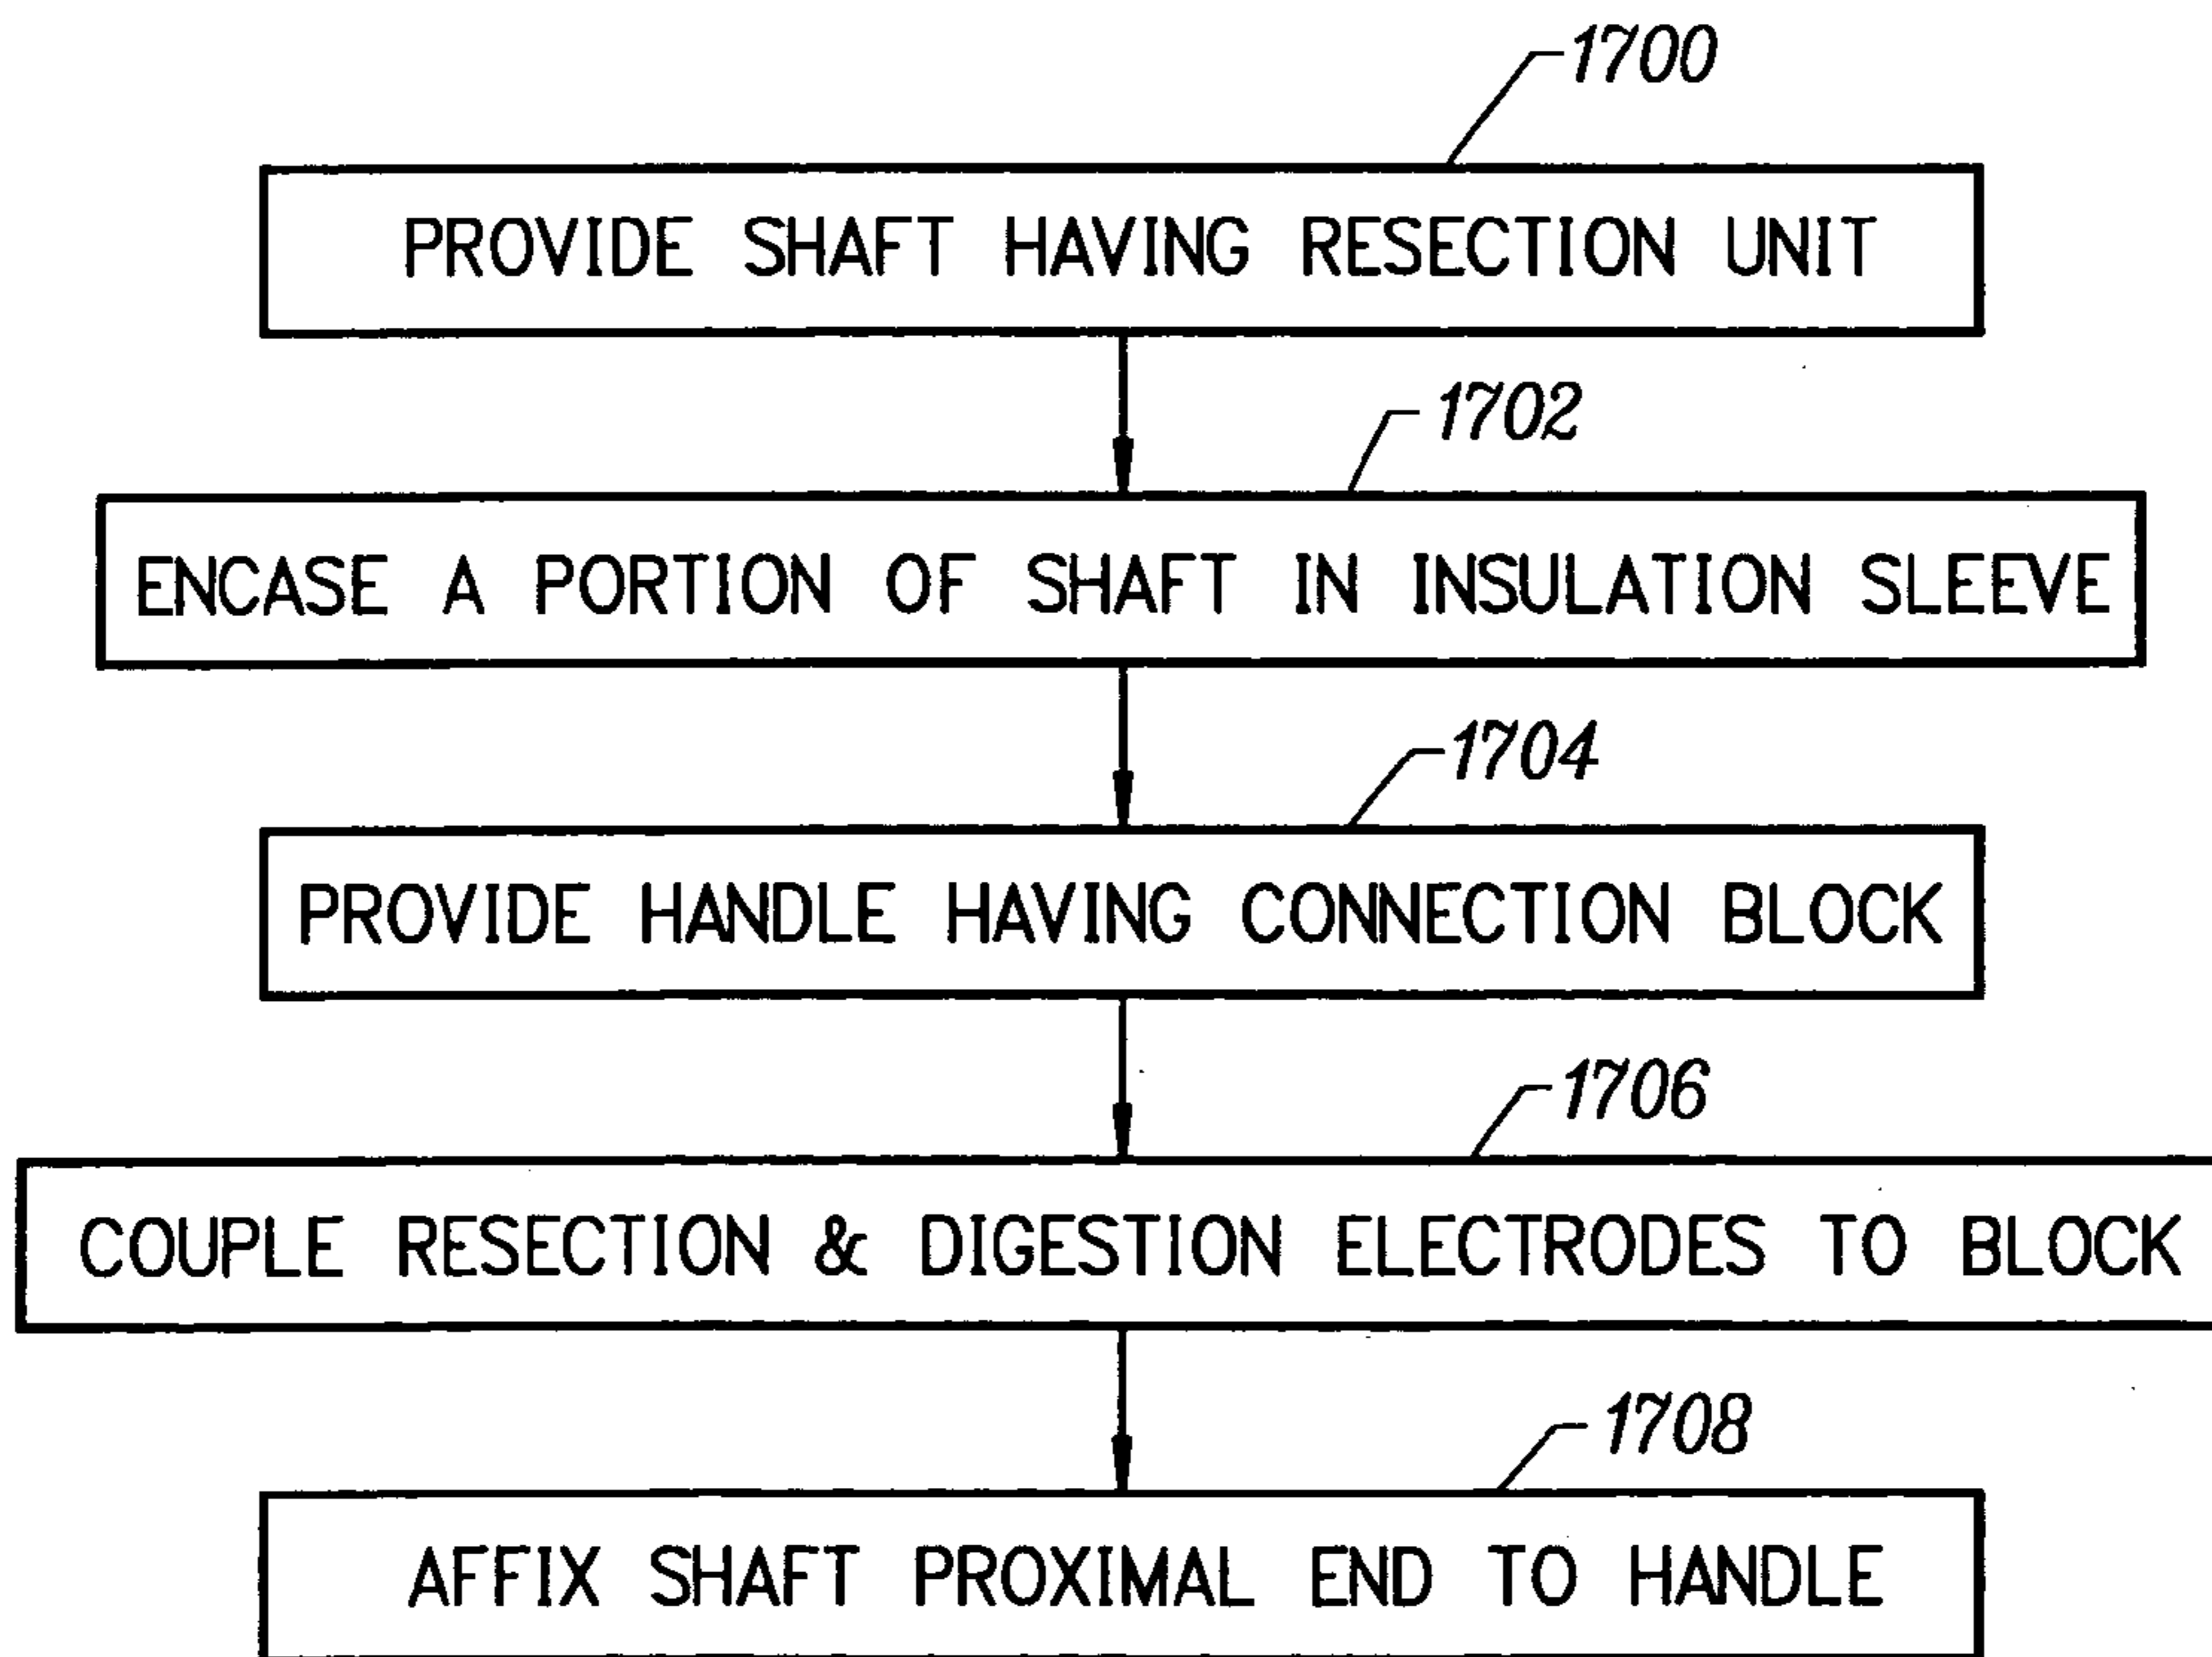 1700
PROVIDE SHAFT HAVING RESECTION UNIT
1702
ENCASE A PORTION OF SHAFT IN INSULATION SLEEVE
1704
PROVIDE HANDLE HAVING CONNECTION BLOCK
1706
COUPLE RESECTION & DIGESTION ELECTRODES TO BLOCK
1708
AFFIX SHAFT PROXIMAL END TO HANDLE